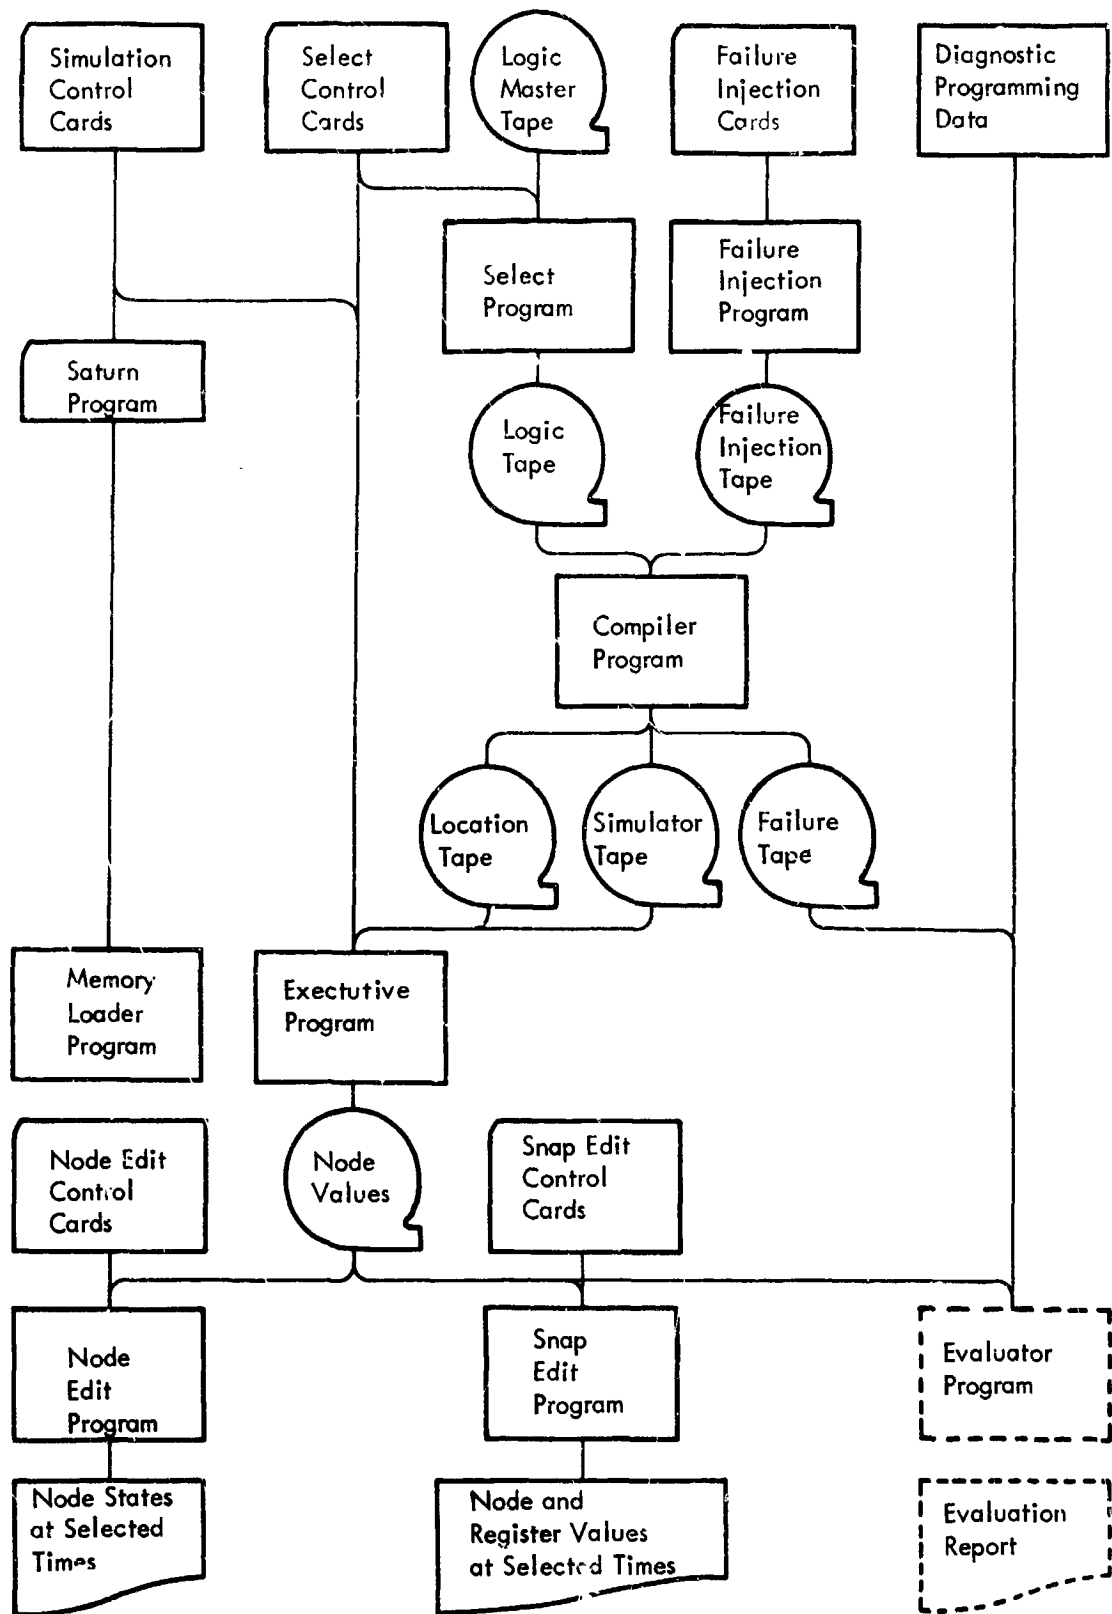 Simulation
Control
Cards
Select
Control
Cards
Logic
Master
Tape
Failure
Injection
Cards
Diagnostic
Programming
Data
Select
Program
Failure
Injection
Program
Saturn
Program
Logic
Tape
Failure
Injection
Tape
Compiler
Program
Location
Tape
Simulator
Tape
Failure
Tape
Memory
Loader
Program
Exectutive
Program
Node Edit
Control
Cards
Node
Values
Snap Edit
Control
Cards
Node
Edit
Program
Snap
Edit
Program
Evaluator
Program
Node States
at Selected
Times
Node and
Register Values
at Selected Times
Evaluation
Report